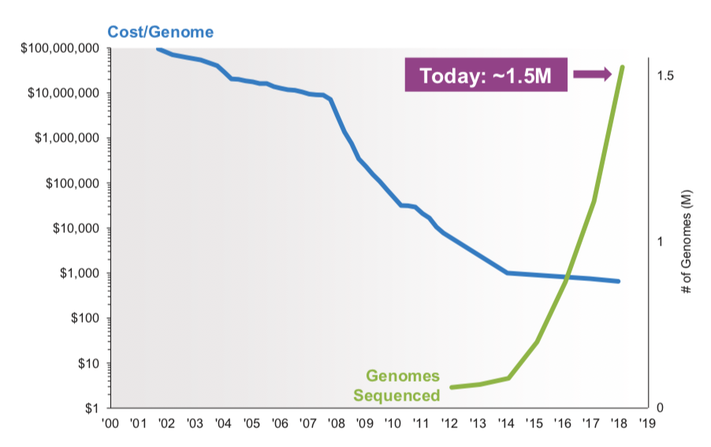 Cost/Genome
$100,000,000
$10,000,000
$1,000,000
$100,000
$10,000
$1,000
$100
$10
$1
Today: ~1.5M
1.5
1
0
# of Genomes (M)
Genomes
Sequenced
'00 '01 '02 '03 '04 '05 '06 '07 '08 '09 '10 '11 '12 '13 '14 '15 '16 '17 '18 '19